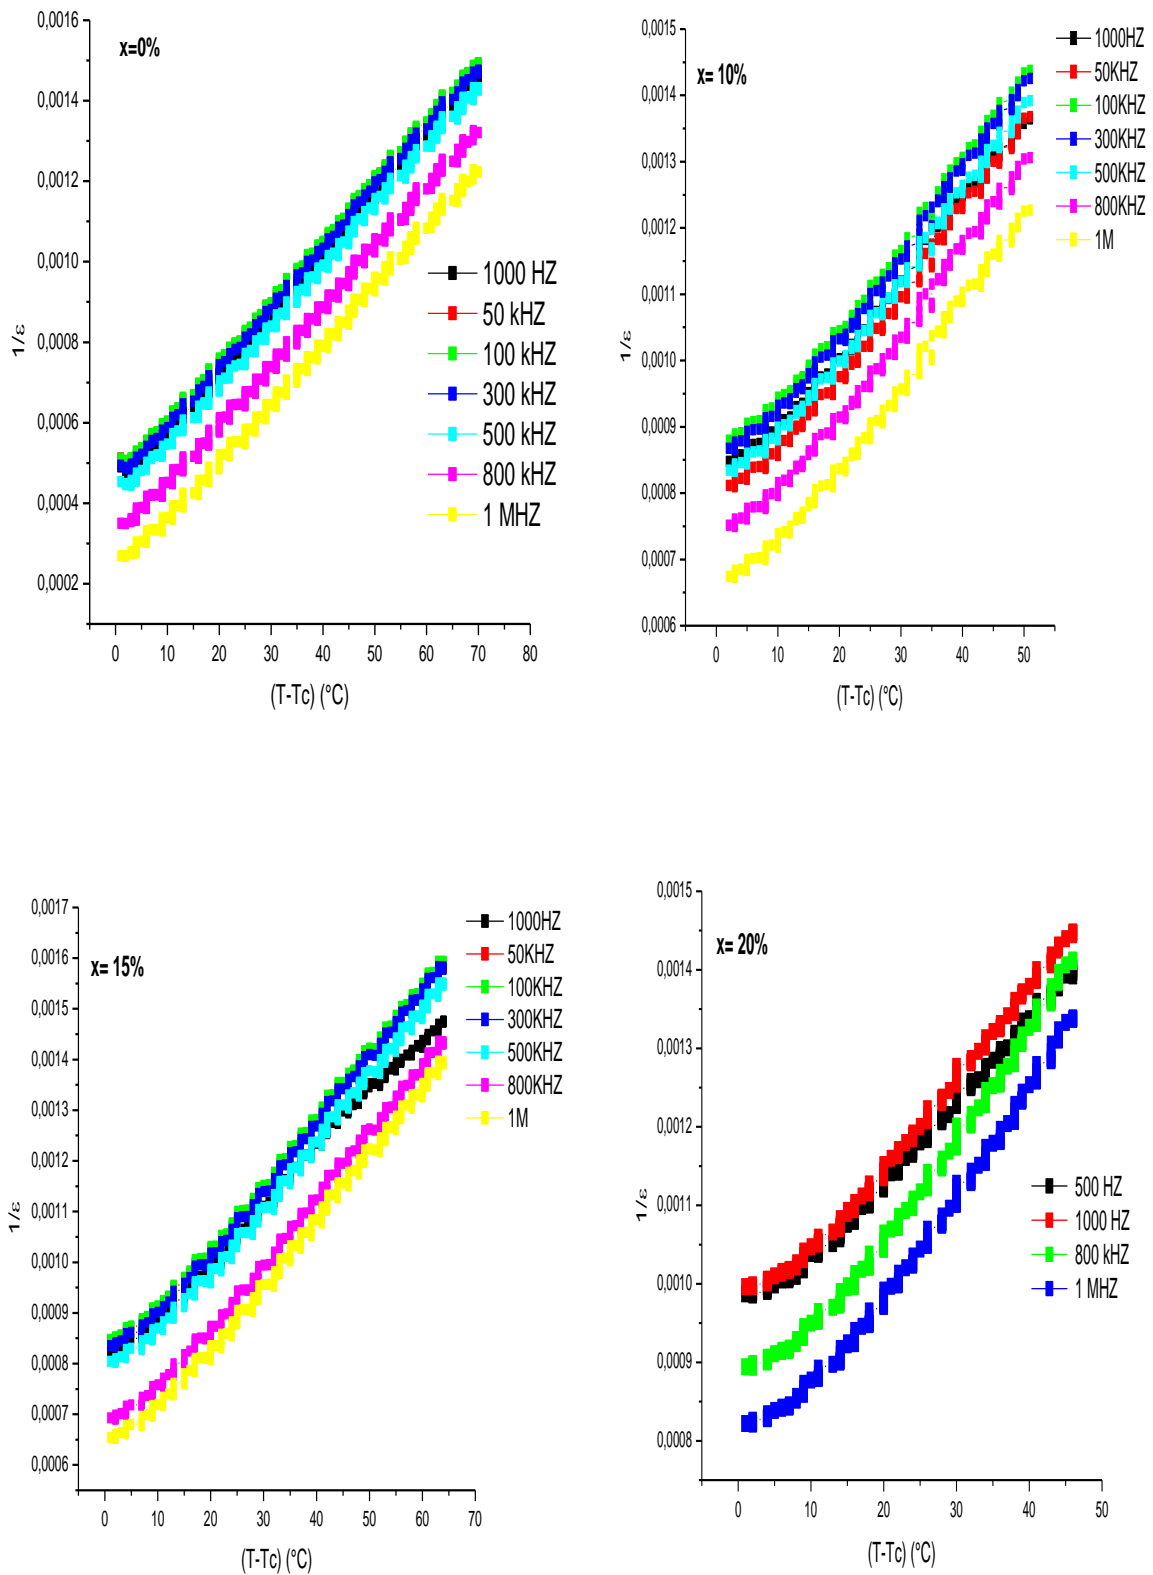 x=0%
0,0016
0,0014
0,0012
0,0010
0,0008
0,0006
0,0004
0,0002
1/ε
0 10 20 30 40 50 60 70 80
(T-Tc) (°C)
1000 HZ
50 kHZ
100 kHZ
300 kHZ
500 kHZ
800 kHZ
1 MHZ
x= 10%
0,0015
0,0014
0,0013
0,0012
0,0011
0,0010
0,0009
0,0008
0,0007
0,0006
1/ε
0 10 20 30 40 50
(T-Tc) (°C)
1000HZ
50KHZ
100KHZ
300KHZ
500KHZ
800KHZ
1M
x= 15%
0,0017
0,0016
0,0015
0,0014
0,0013
0,0012
0,0011
0,0010
0,0009
0,0008
0,0007
0,0006
1/ε
0 10 20 30 40 50 60 70
(T-Tc) (°C)
1000HZ
50KHZ
100KHZ
300KHZ
500KHZ
800KHZ
1M
x= 20%
0,0015
0,0014
0,0013
0,0012
0,0011
0,0010
0,0009
0,0008
1/ε
0 10 20 30 40 50
(T-Tc) (°C)
500 HZ
1000 HZ
800 kHZ
1 MHZ